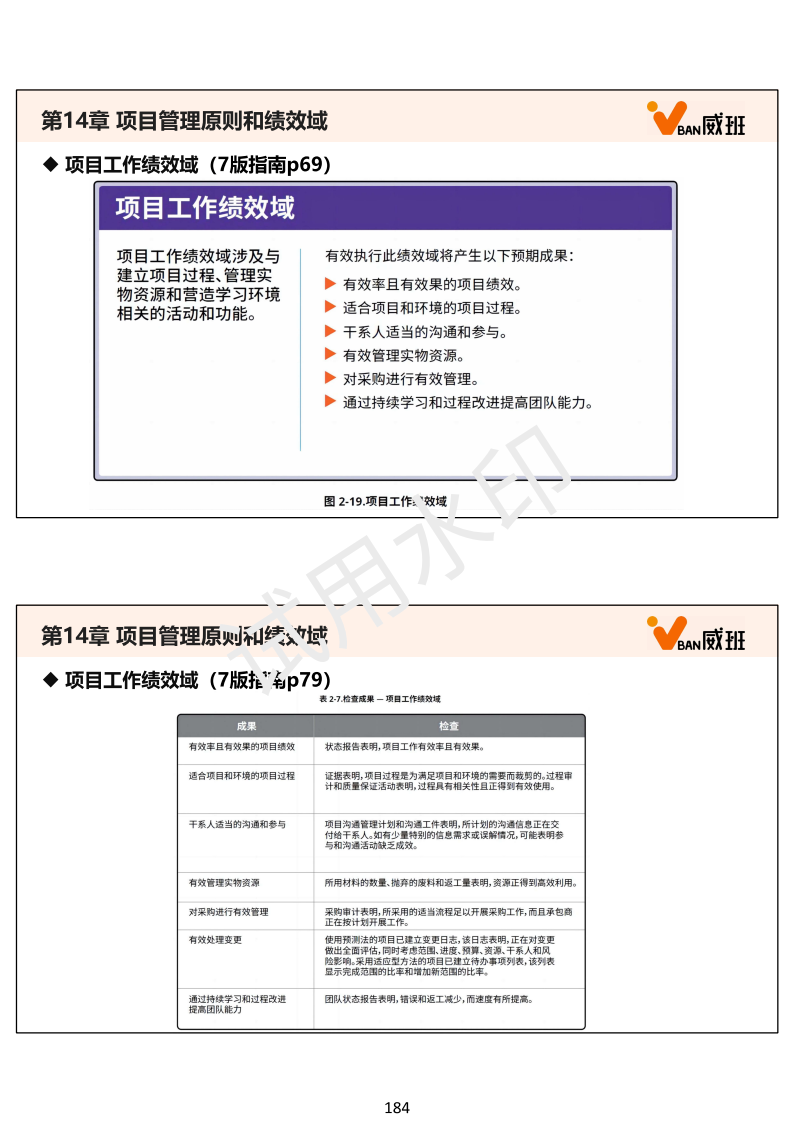 第14章 项目管理原则和绩效域
VBAN威班
◆ 项目工作绩效域（7版指南p69）
项目工作绩效域
项目工作绩效域涉及与
建立项目过程、管理实
物资源和营造学习环境
相关的活动和功能。
有效执行此绩效域将产生以下预期成果：
▶ 有效率且有效果的项目绩效。
▶ 适合项目和环境的项目过程。
▶ 干系人适当的沟通和参与。
▶ 有效管理实物资源。
▶ 对采购进行有效管理。
▶ 通过持续学习和过程改进提高团队能力。
图 2-19.项目工作绩效域
试用水印
第14章 项目管理原则和绩效域
VBAN威班
◆ 项目工作绩效域（7版指南p79）
表 2-7.检查成果 — 项目工作绩效域
成果 检查
有效率且有效果的项目绩效 状态报告表明，项目工作有效率且有效果。
适合项目和环境的项目过程 证据表明，项目过程是为满足项目和环境的需要而裁剪的。过程审
计和质量保证活动表明，过程具有相关性且正得到有效使用。
干系人适当的沟通和参与 项目沟通管理计划和沟通工件表明，所计划的沟通信息正在交
付给干系人。如有少量特别的信息需求或误解情况，可能表明参
与和沟通活动缺乏成效。
有效管理实物资源 所用材料的数量、抛弃的废料和返工量表明，资源正得到高效利用。
对采购进行有效管理 采购审计表明，所采用的适当流程足以开展采购工作，而且承包商
正在按计划开展工作。
有效处理变更 使用预测法的项目已建立变更日志，该日志表明，正在对变更
做出全面评估，同时考虑范围、进度、预算、资源、干系人和风
险影响。采用适应型方法的项目已建立待办事项列表，该列表
显示完成范围的比率和增加新范围的比率。
通过持续学习和过程改进 团队状态报告表明，错误和返工减少，而速度有所提高。
提高团队能力
184